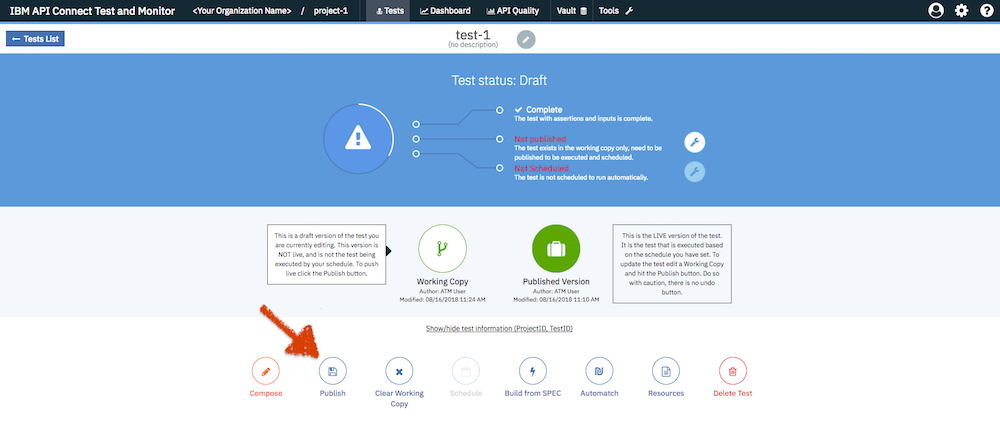 IBM API Connect Test and Monitor <Your Organization Name> / project-1 Tests Dashboard API Quality Vault Tools
← Tests List
test-1
(no description)
Test status: Draft
Complete
The test with assertions and inputs is complete.
Not published
The test exists in the working copy only, need to be
published to be executed and scheduled.
Not Scheduled
The test is not scheduled to run automatically.
This is a draft version of the test you
are currently editing. This version is
NOT live, and is not the test being
executed by your schedule. To push
live click the Publish button.
Working Copy
Author: ATM User
Modified: 08/16/2018 11:24 AM
Published Version
Author: ATM User
Modified: 08/16/2018 11:10 AM
This is the LIVE version of the test.
It is the test that is executed based
on the schedule you have set. To
update the test edit a Working Copy
and hit the Publish button. Do so
with caution, there is no undo
button.
Show/hide test information (ProjectID, TestID)
Compose
Publish
Clear Working
Copy
Schedule
Build from SPEC
Automatch
Resources
Delete Test